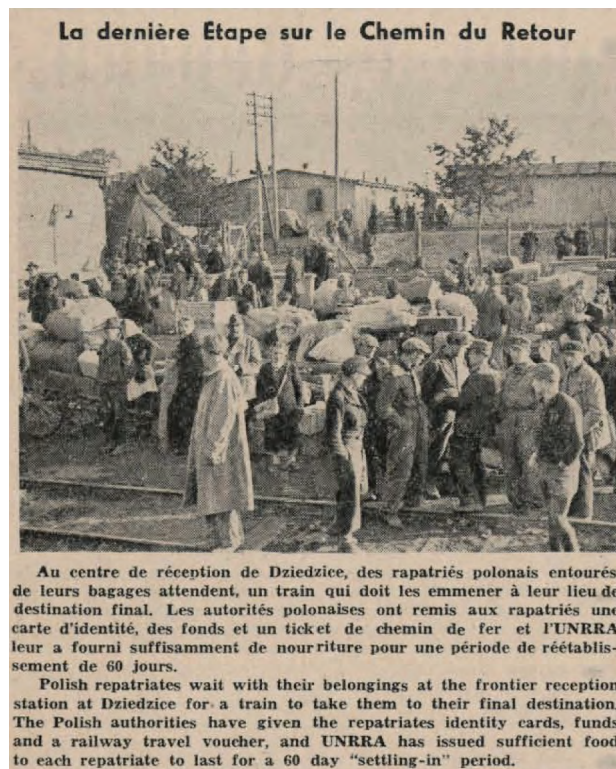 La dernière Etape sur le Chemin du Retour
Au centre de réception de Dziedzice, des rapatriés polonais entourés
de leurs bagages attendent, un train qui doit les emmener à leur lieu de
destination final. Les autorités polonaises ont remis aux rapatriés une
carte d'identité, des fonds et un ticket de chemin de fer et l'UNRRA
leur a fourni suffisamment de nourriture pour une période de réétablis-
sement de 60 jours.
Polish repatriates wait with their belongings at the frontier reception
station at Dziedzice for a train to take them to their final destination.
The Polish authorities have given the repatriates identity cards, funds
and a railway travel voucher, and UNRRA has issued sufficient food
to each repatriate to last for a 60 day "settling-in" period.